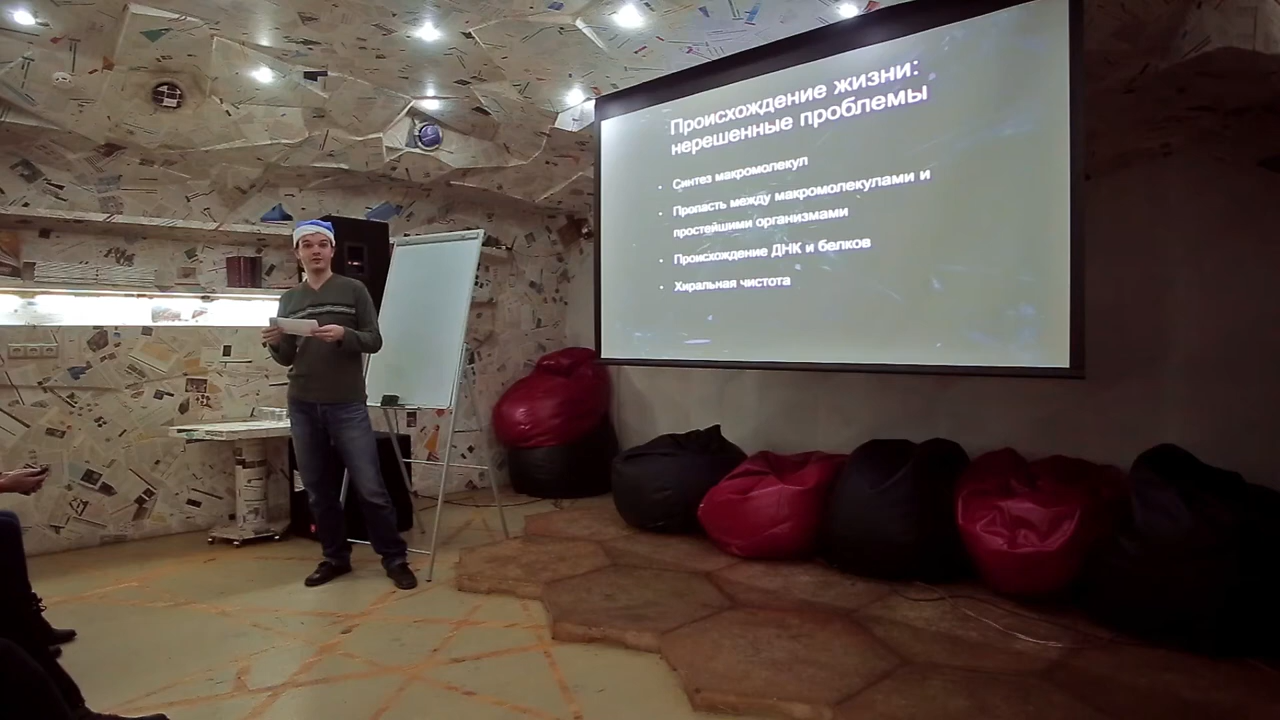 Происхождение жизни:
нерешенные проблемы
• Синтез макромолекул
• Пропасть между макромолекулами и
простейшими организмами
• Происхождение ДНК и белков
• Хиральная чистота